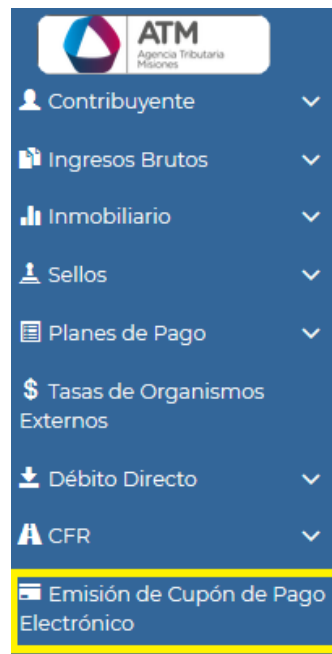 ATM
Agencia Tributaria
Misiones
Contribuyente
Ingresos Brutos
Inmobiliario
Sellos
Planes de Pago
$ Tasas de Organismos
Externos
Débito Directo
CFR
Emisión de Cupón de Pago
Electrónico